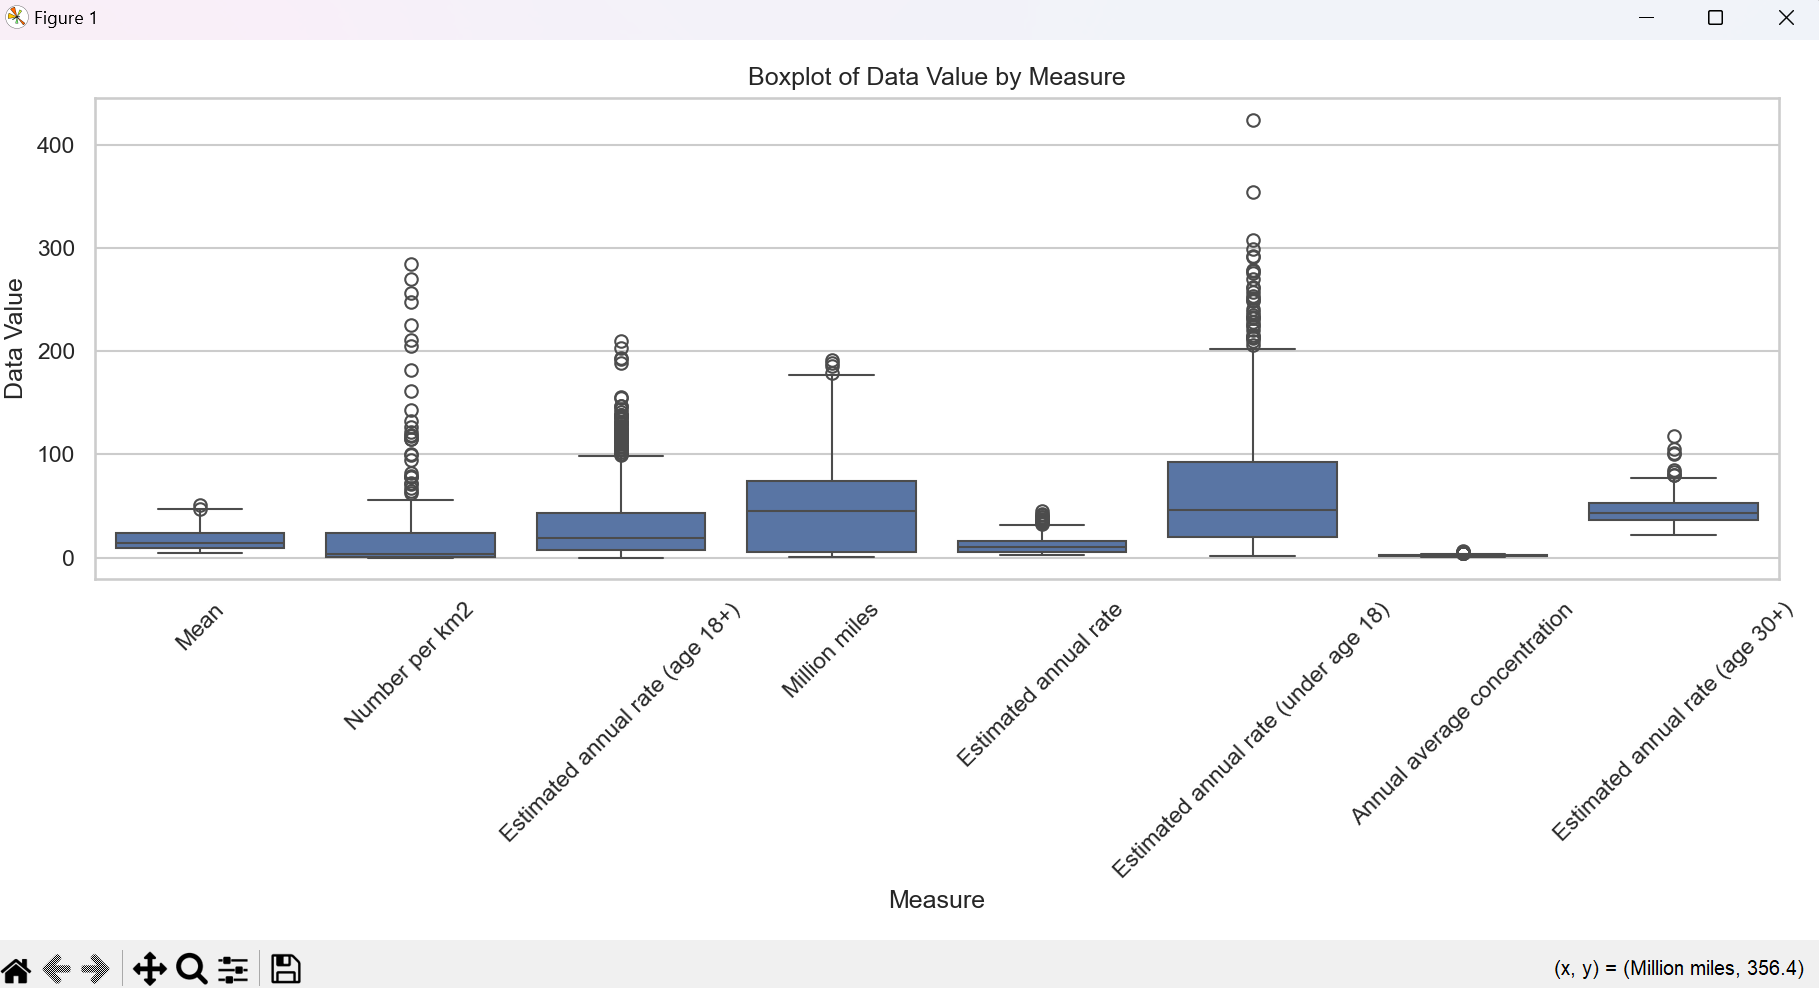 Figure 1
Boxplot of Data Value by Measure
Data Value
400
300
200
100
0
Mean
Number per km2
Estimated annual rate (age 18+)
Million miles
Estimated annual rate
Estimated annual rate (under age 18)
Annual average concentration
Estimated annual rate (age 30+)
Measure
(x, y) = (Million miles, 356.4)